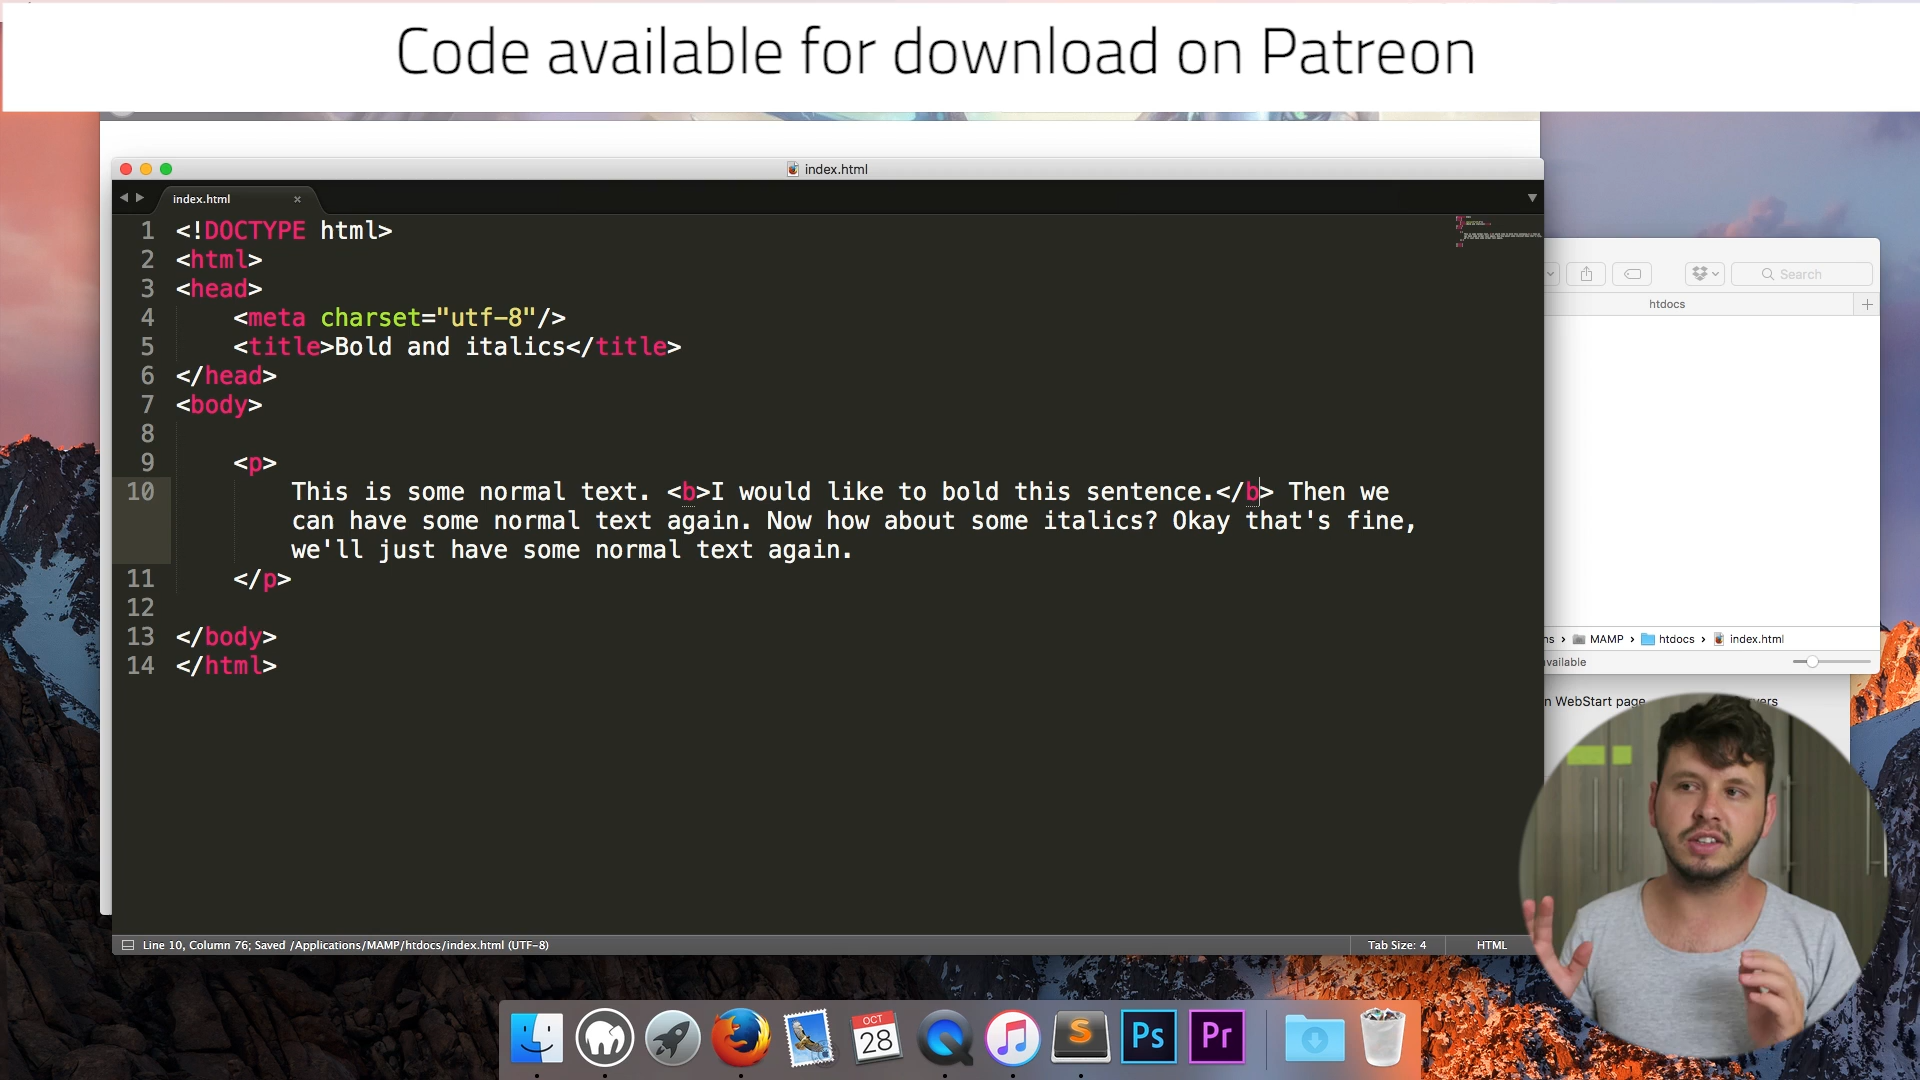 Code available for download on Patreon
index.html
index.html ×
1 <!DOCTYPE html>
2 <html>
3 <head>
4 <meta charset="utf-8"/>
5 <title>Bold and italics</title>
6 </head>
7 <body>
8
9 <p>
10 This is some normal text. <b>I would like to bold this sentence.</b> Then we
can have some normal text again. Now how about some italics? Okay that's fine,
we'll just have some normal text again.
11 </p>
12
13 </body>
14 </html>
Search
htdocs
MAMP › htdocs › index.html
WebStart page
Line 10, Column 76; Saved /Applications/MAMP/htdocs/index.html (UTF-8)
Tab Size: 4
HTML
OCT
28
S
Ps
Pr